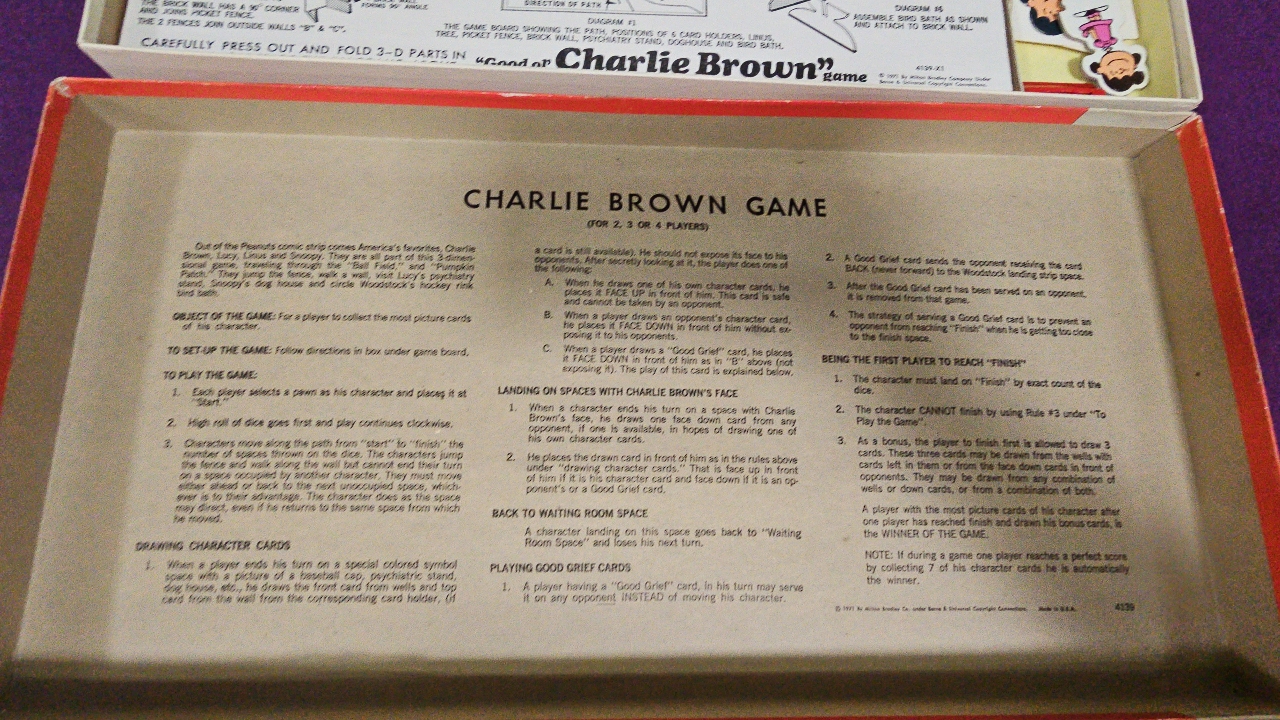 THE BRICK WALL HAS A 90° CORNER
AND JOINS PICKET FENCE.
THE 2 FENCES JOIN OUTSIDE WALLS "B" & "C".
FORMS 90° ANGLE
DIRECTION OF PATH
DIAGRAM #1
THE GAME BOARD SHOWING THE PATH, POSITIONS OF 6 CARD HOLDERS, LINUS,
TREE, PICKET FENCE, BRICK WALL, PSYCHIATRY STAND, DOGHOUSE AND BIRD BATH.
DIAGRAM #6
ASSEMBLE BIRD BATH AS SHOWN
AND ATTACH TO BRICK WALL.
CAREFULLY PRESS OUT AND FOLD 3-D PARTS IN
"Good ol' Charlie Brown" game
4139-X1
© 1971 By Milton Bradley Company Under
Berne & Universal Copyright Conventions.
CHARLIE BROWN GAME
(FOR 2, 3 OR 4 PLAYERS)
Out of the Peanuts comic strip comes America's favorites, Charlie
Brown, Lucy, Linus and Snoopy. They are all part of this 3-dimen-
sional game, traveling through the "Ball Field," and "Pumpkin
Patch." They jump the fence, walk a wall, visit Lucy's psychiatry
stand, Snoopy's dog house and circle Woodstock's hockey rink
bird bath.
OBJECT OF THE GAME: For a player to collect the most picture cards
of his character.
TO SET-UP THE GAME: Follow directions in box under game board.
TO PLAY THE GAME:
1. Each player selects a pawn as his character and places it at
"Start."
2. High roll of dice goes first and play continues clockwise.
3. Characters move along the path from "start" to "finish" the
number of spaces thrown on the dice. The characters jump
the fence and walk along the wall but cannot end their turn
on a space occupied by another character. They must move
either ahead or back to the next unoccupied space, which-
ever is to their advantage. The character does as the space
may direct, even if he returns to the same space from which
he moved.
DRAWING CHARACTER CARDS
1. When a player ends his turn on a special colored symbol
space with a picture of a baseball cap, psychiatric stand,
dog house, etc., he draws the front card from wells and top
card from the wall from the corresponding card holder, (if
a card is still available). He should not expose its face to his
opponents. After secretly looking at it, the player does one of
the following:
A. When he draws one of his own character cards, he
places it FACE UP in front of him. This card is safe
and cannot be taken by an opponent.
B. When a player draws an opponent's character card,
he places it FACE DOWN in front of him without ex-
posing it to his opponents.
C. When a player draws a "Good Grief" card, he places
it FACE DOWN in front of him as in "B" above (not
exposing it). The play of this card is explained below.
LANDING ON SPACES WITH CHARLIE BROWN'S FACE
1. When a character ends his turn on a space with Charlie
Brown's face, he draws one face down card from any
opponent, if one is available, in hopes of drawing one of
his own character cards.
2. He places the drawn card in front of him as in the rules above
under "drawing character cards." That is face up in front
of him if it is his character card and face down if it is an op-
ponent's or a Good Grief card.
BACK TO WAITING ROOM SPACE
A character landing on this space goes back to "Waiting
Room Space" and loses his next turn.
PLAYING GOOD GRIEF CARDS
1. A player having a "Good Grief" card, in his turn may serve
it on any opponent INSTEAD of moving his character.
2. A Good Grief card sends the opponent receiving the card
BACK (never forward) to the Woodstock landing strip space.
3. After the Good Grief card has been served on an opponent,
it is removed from that game.
4. The strategy of serving a Good Grief card is to prevent an
opponent from reaching "Finish" when he is getting too close
to the finish space.
BEING THE FIRST PLAYER TO REACH "FINISH"
1. The character must land on "Finish" by exact count of the
dice.
2. The character CANNOT finish by using Rule #3 under "To
Play the Game".
3. As a bonus, the player to finish first is allowed to draw 3
cards. These three cards may be drawn from the wells with
cards left in them or from the face down cards in front of
opponents. They may be drawn from any combination of
wells or down cards, or from a combination of both.
A player with the most picture cards of his character after
one player has reached finish and drawn his bonus cards, is
the WINNER OF THE GAME.
NOTE: If during a game one player reaches a perfect score
by collecting 7 of his character cards he is automatically
the winner.
© 1971 By Milton Bradley Co. under Berne & Universal Copyright Conventions. Made in U.S.A. 4139